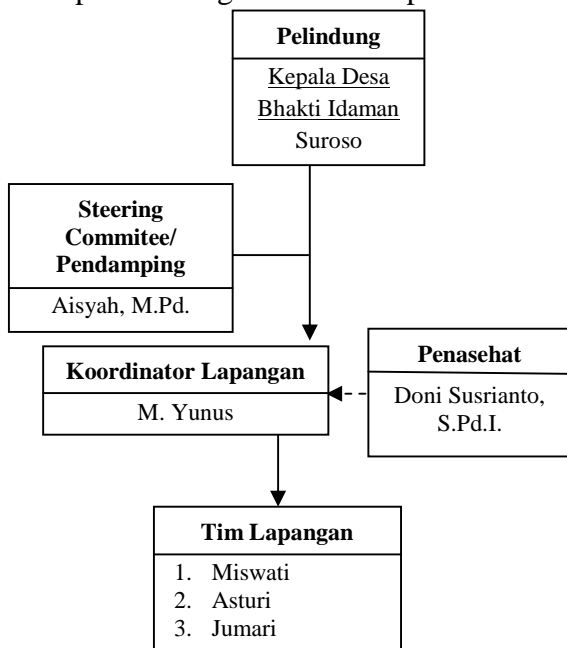 Pelindung
Kepala Desa
Bhakti Idaman
Suroso
Steering
Commitee/
Pendamping
Aisyah, M.Pd.
Koordinator Lapangan
M. Yunus
Penasehat
Doni Susrianto,
S.Pd.I.
Tim Lapangan
1. Miswati
2. Asturi
3. Jumari